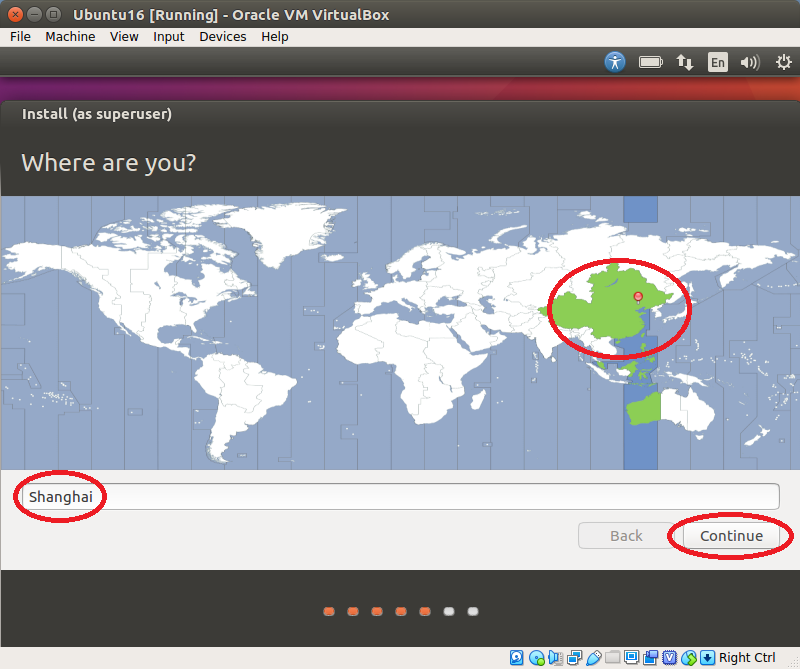 Ubuntu16 [Running] - Oracle VM VirtualBox
File Machine View Input Devices Help
En
Install (as superuser)
Where are you?
Shanghai
Back Continue
Right Ctrl